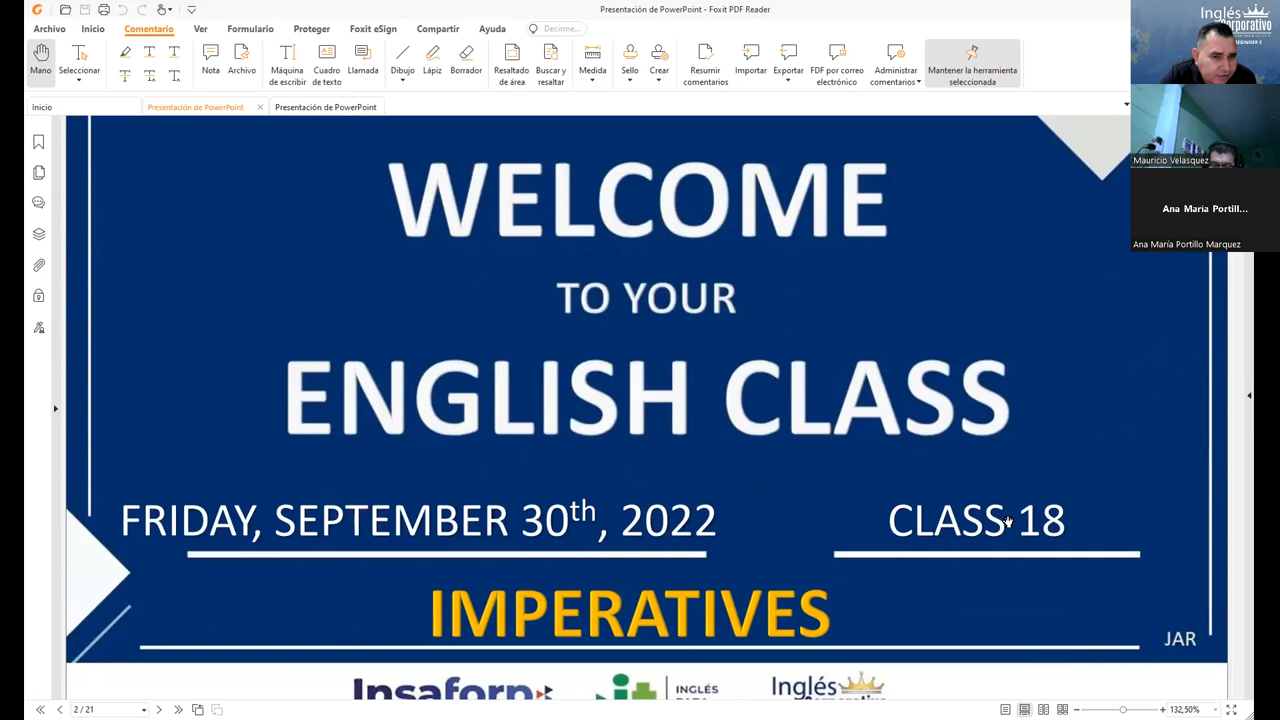 Presentación de PowerPoint - Foxit PDF Reader
Archivo Inicio Comentario Ver Formulario Proteger Foxit eSign Compartir Ayuda Decirme...
Mano
Seleccionar
Nota
Archivo
Máquina de escribir
Cuadro de texto
Llamada
Dibujo
Lápiz
Borrador
Resaltado de área
Buscar y resaltar
Medida
Sello
Crear
Resumir comentarios
Importar
Exportar
PDF por correo electrónico
Administrar comentarios
Mantener la herramienta seleccionada
Inicio
Presentación de PowerPoint
Presentación de PowerPoint
Inglés
Corporativo
Mauricio Velasquez
Ana Maria Portill...
Ana María Portillo Marquez
WELCOME
TO YOUR
ENGLISH CLASS
FRIDAY, SEPTEMBER 30th, 2022
CLASS 18
IMPERATIVES
JAR
Insaforp
INGLÉS
Inglés
2 / 21
132,50%